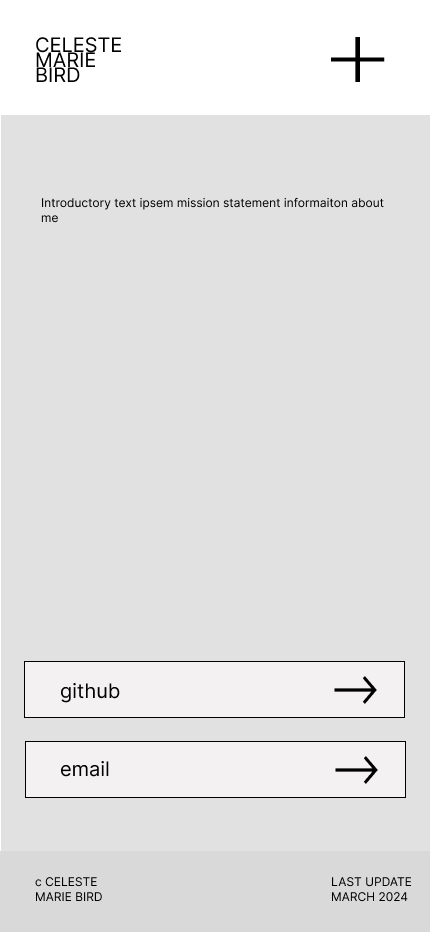 CELESTE
MARIE
BIRD
Introductory text ipsem mission statement informaiton about
me
github
email
c CELESTE
MARIE BIRD
LAST UPDATE
MARCH 2024